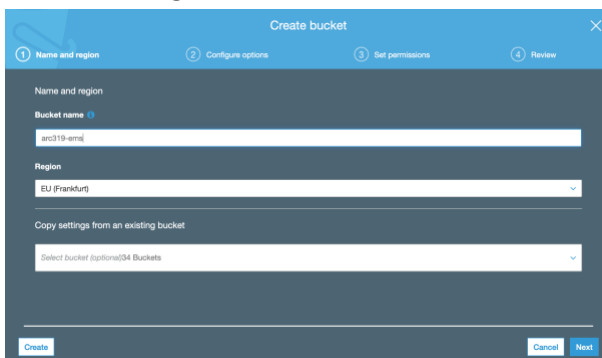 Create bucket
1 Name and region 2 Configure options 3 Set permissions 4 Review
Name and region
Bucket name
arc319-ems
Region
EU (Frankfurt)
Copy settings from an existing bucket
Select bucket (optional)34 Buckets
Create Cancel Next